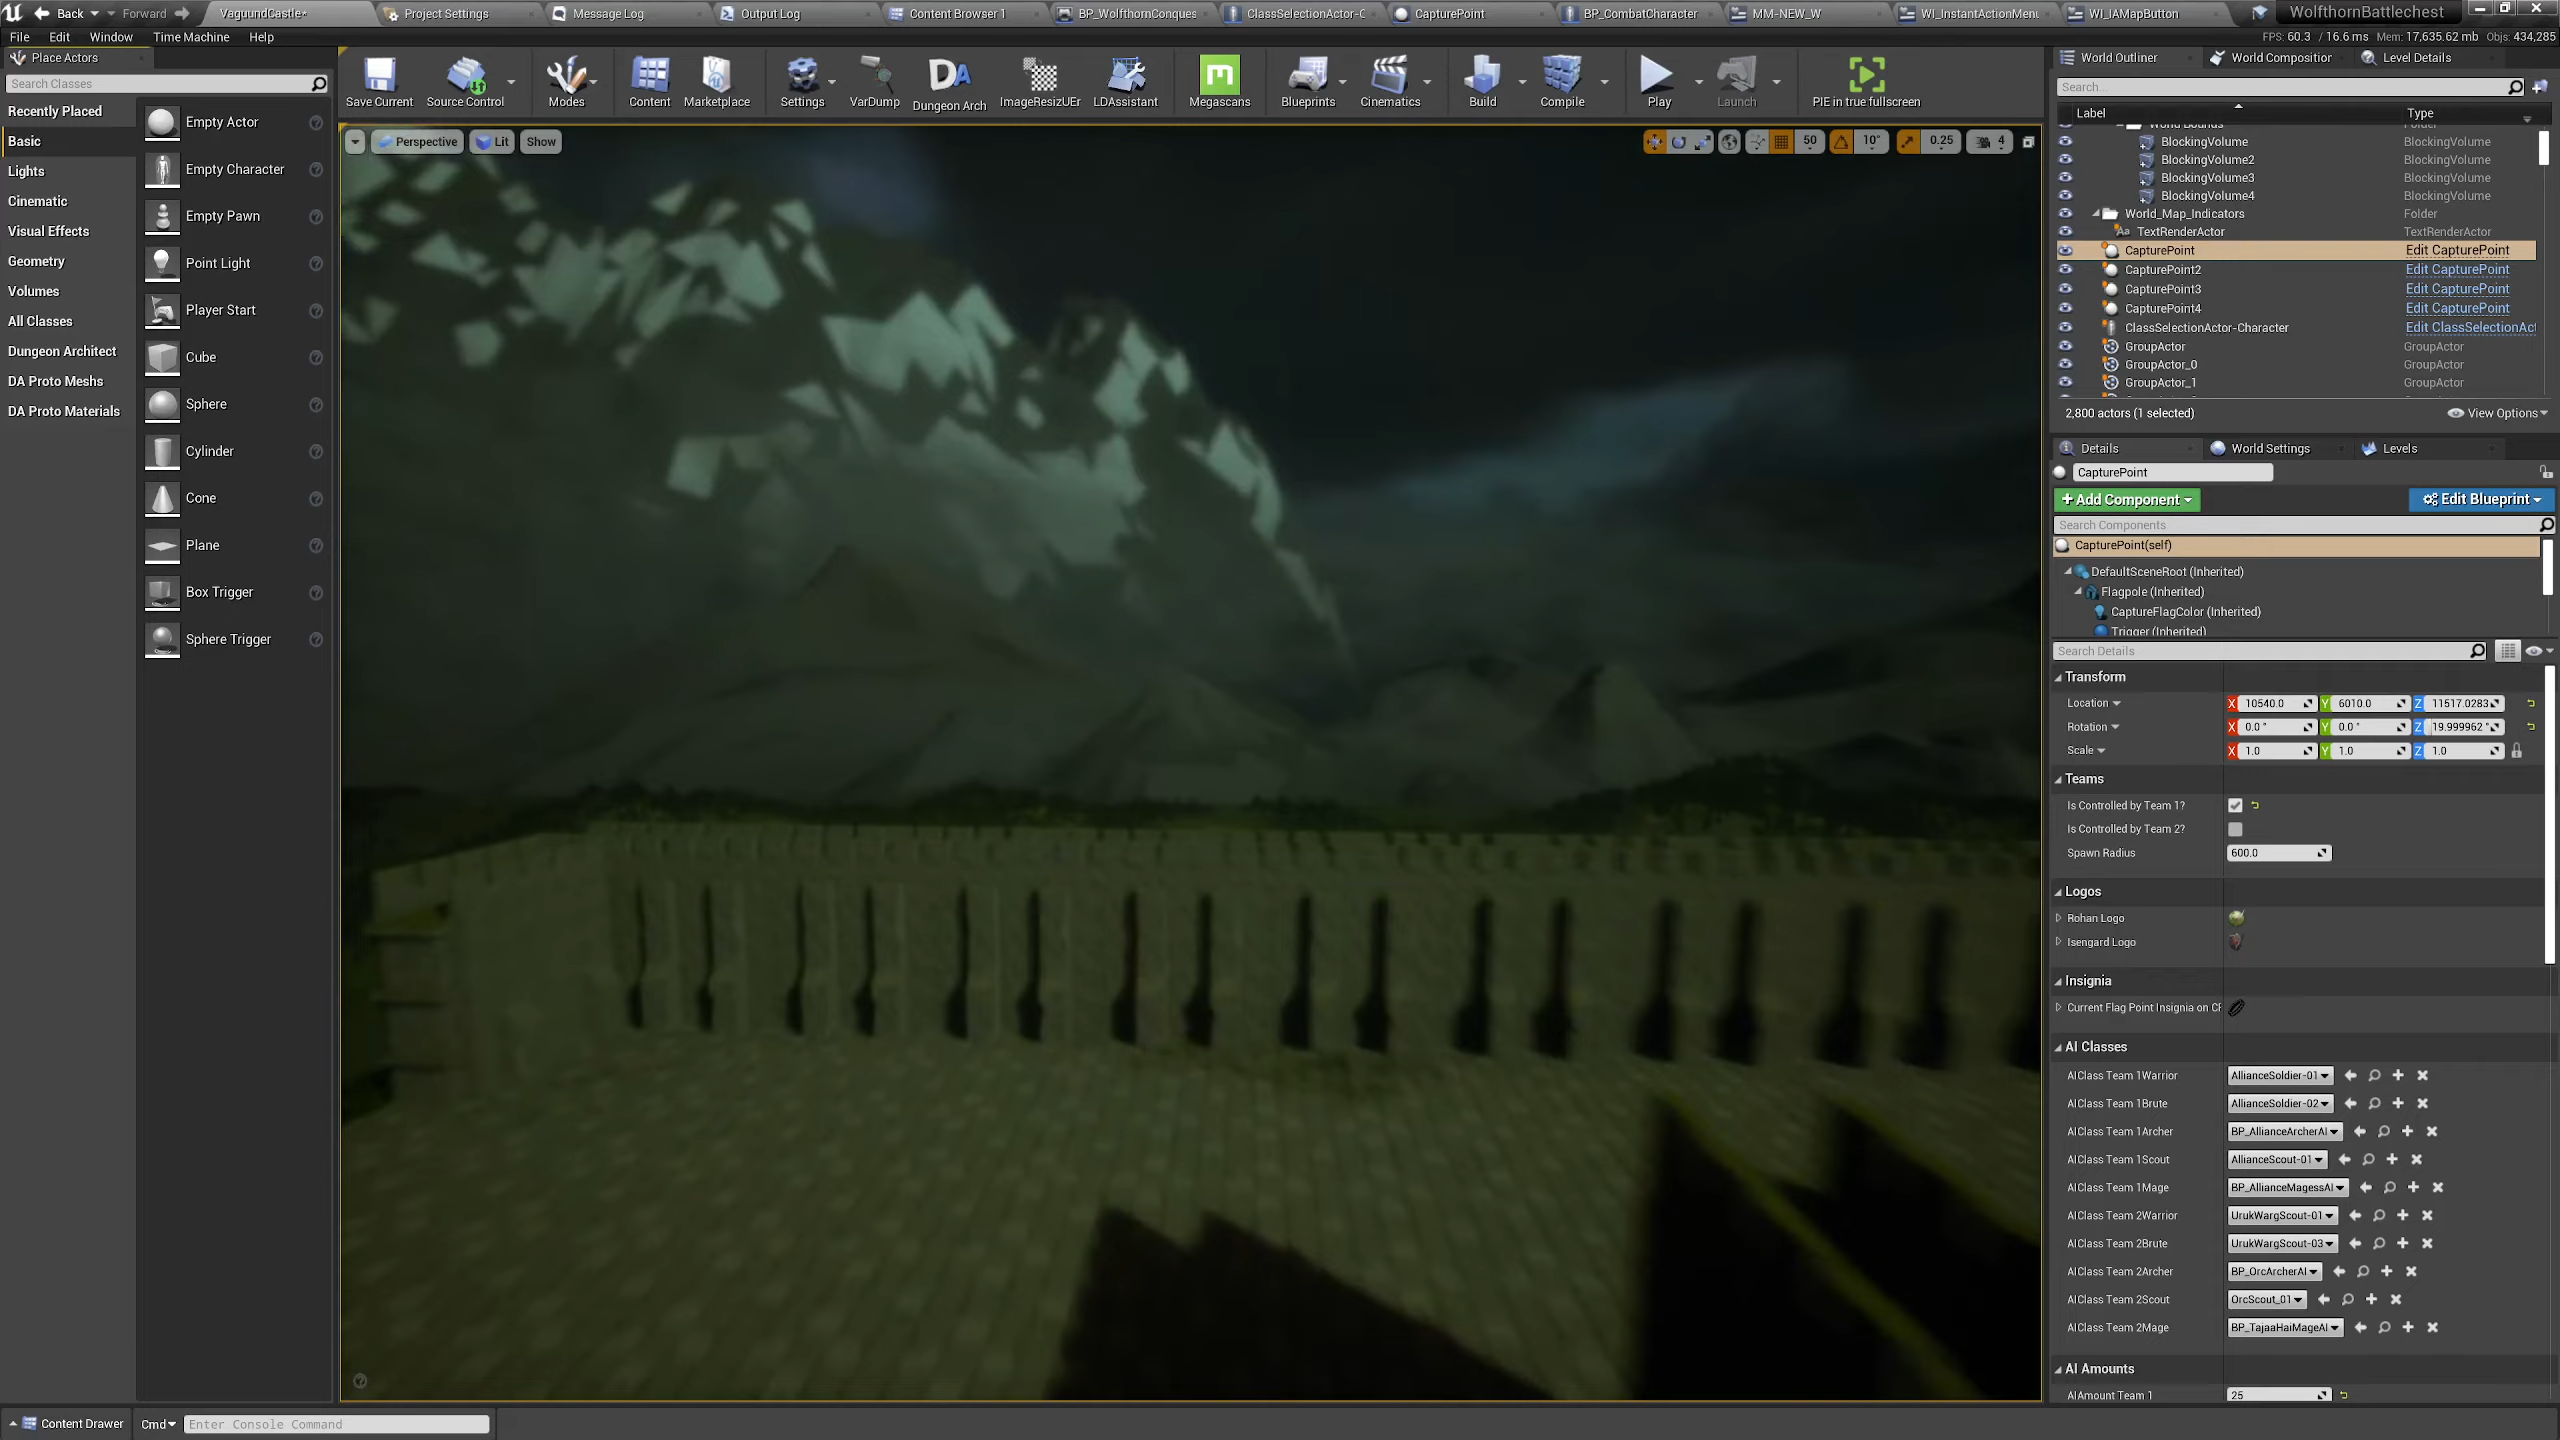 VaguundCastle*
Project Settings
Message Log
Output Log
Content Browser 1
BP_WolfthornConques
ClassSelectionActor-C
CapturePoint
BP_CombatCharacter
MM-NEW_W
WI_InstantActionMenu
WI_IAMapButton
WolfthornBattlechest
Back
Forward
File Edit Window Time Machine Help
FPS: 60.3 / 16.6 ms Mem: 17,635.62 mb Objs: 434,285
Place Actors
Search Classes
Recently Placed
Basic
Lights
Cinematic
Visual Effects
Geometry
Volumes
All Classes
Dungeon Architect
DA Proto Meshs
DA Proto Materials
Empty Actor
Empty Character
Empty Pawn
Point Light
Player Start
Cube
Sphere
Cylinder
Cone
Plane
Box Trigger
Sphere Trigger
Save Current
Source Control
Modes
Content
Marketplace
Settings
VarDump
DA
Dungeon Arch
ImageResizUEr
LDAssistant
Megascans
Blueprints
Cinematics
Build
Compile
Play
Launch
PIE in true fullscreen
Perspective
Lit
Show
50
10°
0.25
4
World Outliner
World Composition
Level Details
Search...
Label
Type
World Bounds Folder
BlockingVolume BlockingVolume
BlockingVolume2 BlockingVolume
BlockingVolume3 BlockingVolume
BlockingVolume4 BlockingVolume
World_Map_Indicators Folder
TextRenderActor TextRenderActor
CapturePoint Edit CapturePoint
CapturePoint2 Edit CapturePoint
CapturePoint3 Edit CapturePoint
CapturePoint4 Edit CapturePoint
ClassSelectionActor-Character Edit ClassSelectionAct
GroupActor GroupActor
GroupActor_0 GroupActor
GroupActor_1 GroupActor
2,800 actors (1 selected)
View Options
Details
World Settings
Levels
CapturePoint
+Add Component
Edit Blueprint
Search Components
CapturePoint(self)
DefaultSceneRoot (Inherited)
Flagpole (Inherited)
CaptureFlagColor (Inherited)
Trigger (Inherited)
Search Details
Transform
Location X 10540.0 Y 6010.0 Z 11517.0283
Rotation X 0.0 ° Y 0.0 ° Z 19.999962 °
Scale X 1.0 Y 1.0 Z 1.0
Teams
Is Controlled by Team 1?
Is Controlled by Team 2?
Spawn Radius 600.0
Logos
Rohan Logo
Isengard Logo
Insignia
Current Flag Point Insignia on CF
AI Classes
AIClass Team 1Warrior AllianceSoldier-01
AIClass Team 1Brute AllianceSoldier-02
AIClass Team 1Archer BP_AllianceArcherAI
AIClass Team 1Scout AllianceScout-01
AIClass Team 1Mage BP_AllianceMagessAI
AIClass Team 2Warrior UrukWargScout-01
AIClass Team 2Brute UrukWargScout-03
AIClass Team 2Archer BP_OrcArcherAI
AIClass Team 2Scout OrcScout_01
AIClass Team 2Mage BP_TajaaHaiMageAI
AI Amounts
AIAmount Team 1 25
Content Drawer
Cmd
Enter Console Command